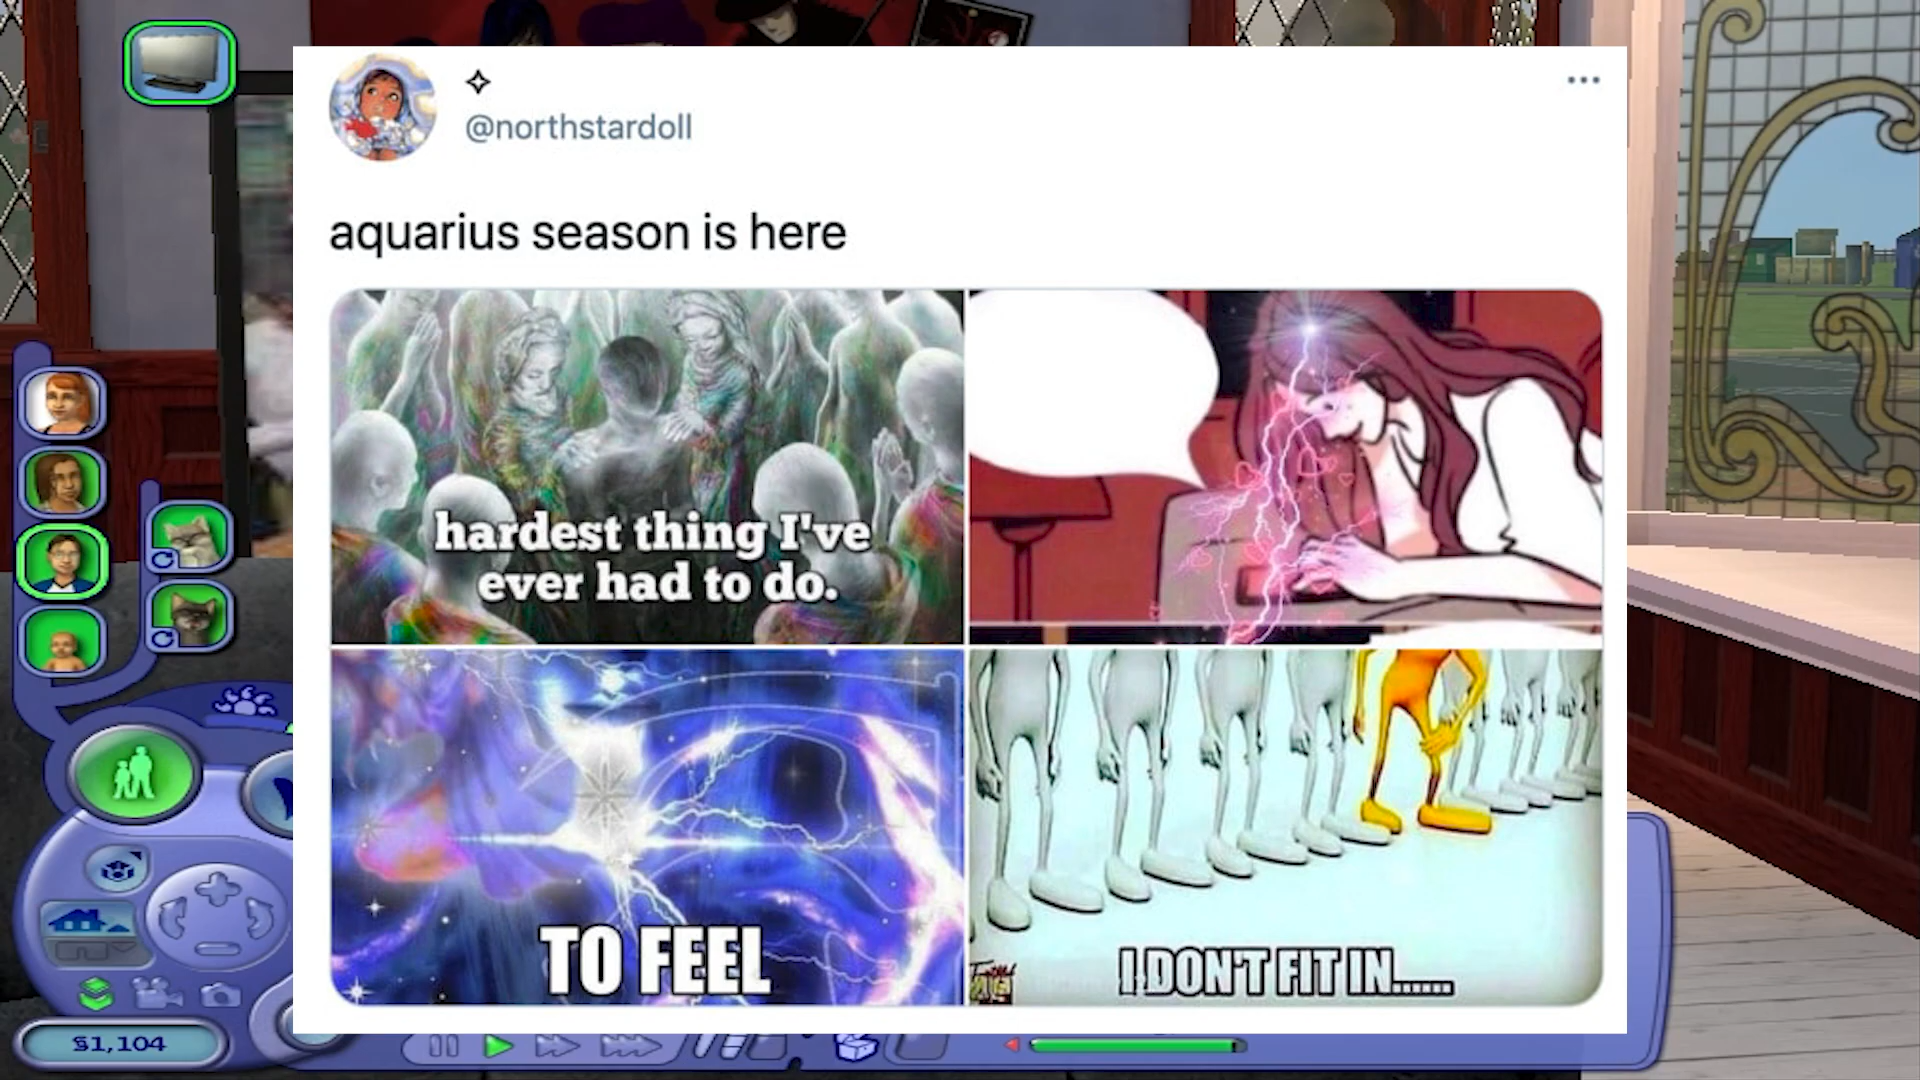 @northstardoll
aquarius season is here
hardest thing I've
ever had to do.
TO FEEL
I DON'T FIT IN......
$1,104